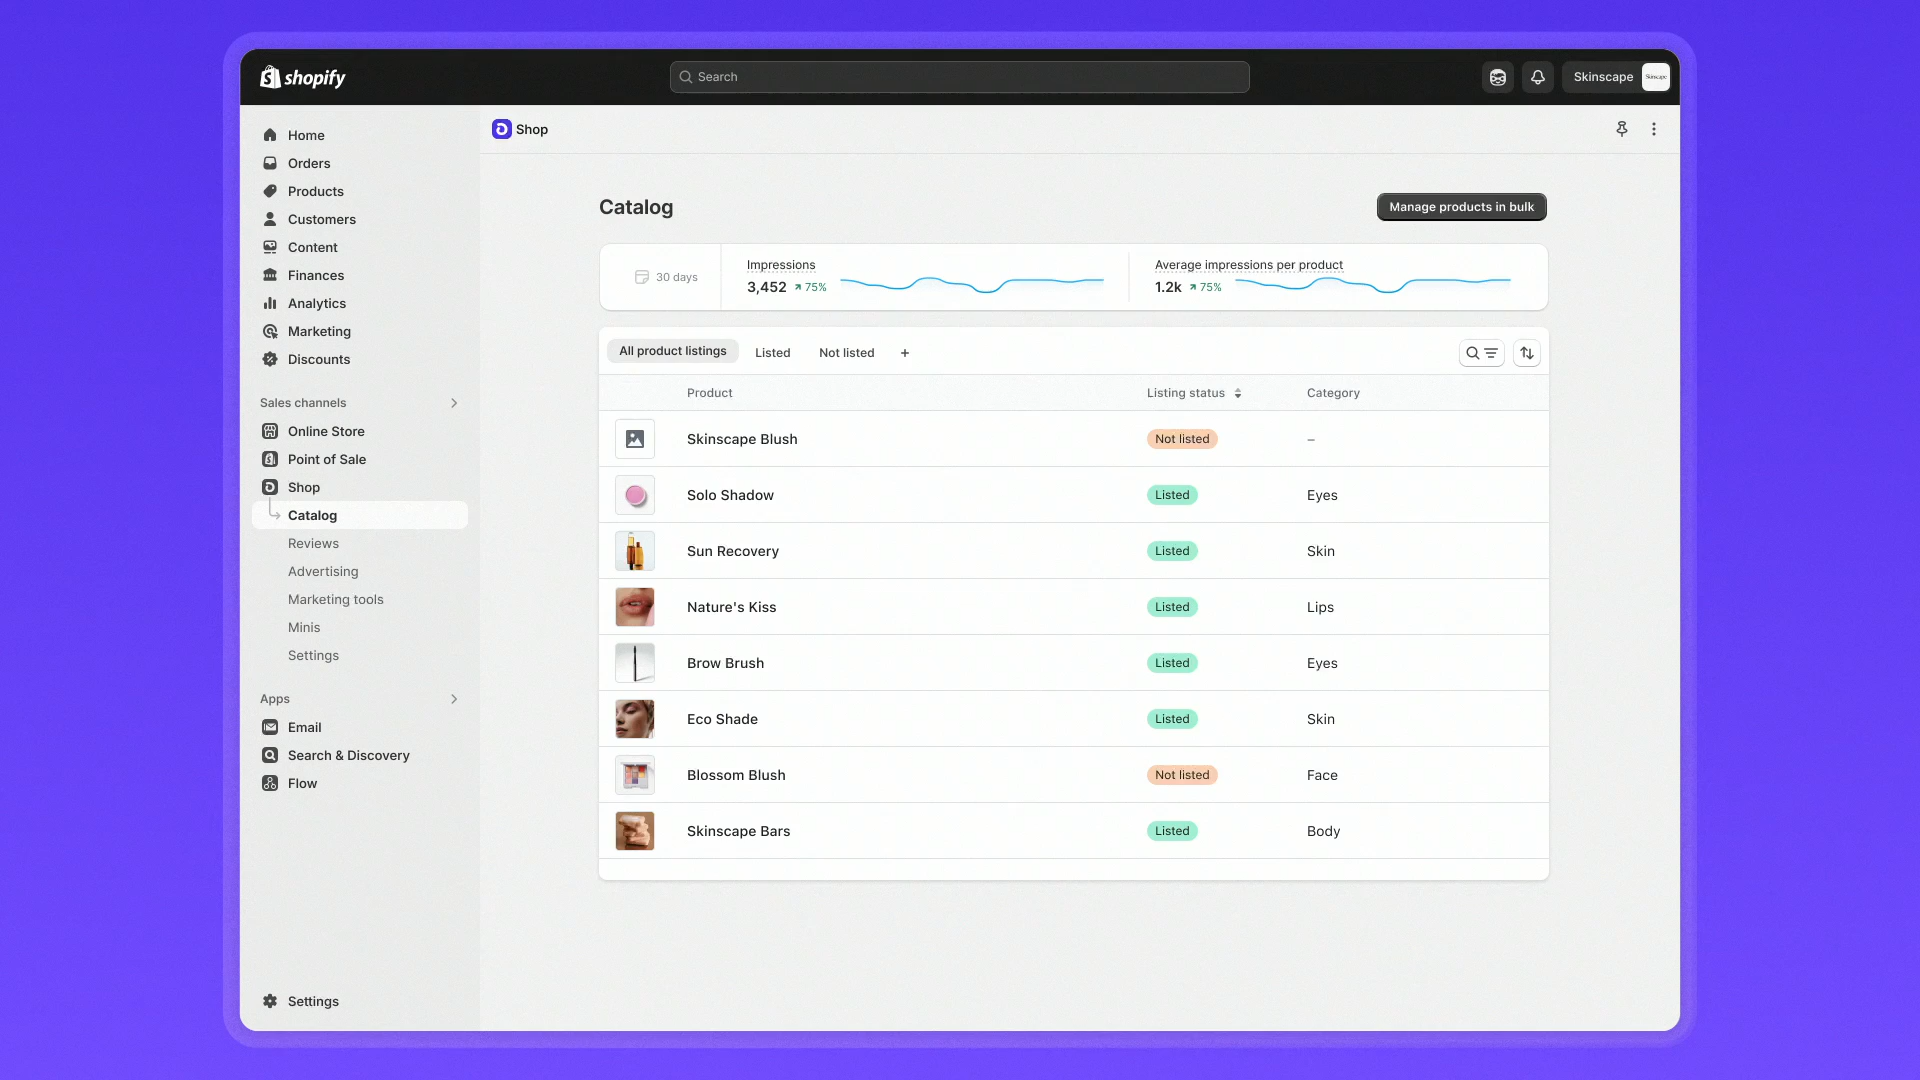 shopify
Search
Skinscape
Skinscape
Home
Orders
Products
Customers
Content
Finances
Analytics
Marketing
Discounts
Sales channels
Online Store
Point of Sale
Shop
Catalog
Reviews
Advertising
Marketing tools
Minis
Settings
Apps
Email
Search & Discovery
Flow
Settings
Shop
Catalog
Manage products in bulk
30 days
Impressions
3,452 75%
Average impressions per product
1.2k 75%
All product listings Listed Not listed +
Product Listing status Category
Skinscape Blush Not listed –
Solo Shadow Listed Eyes
Sun Recovery Listed Skin
Nature's Kiss Listed Lips
Brow Brush Listed Eyes
Eco Shade Listed Skin
Blossom Blush Not listed Face
Skinscape Bars Listed Body